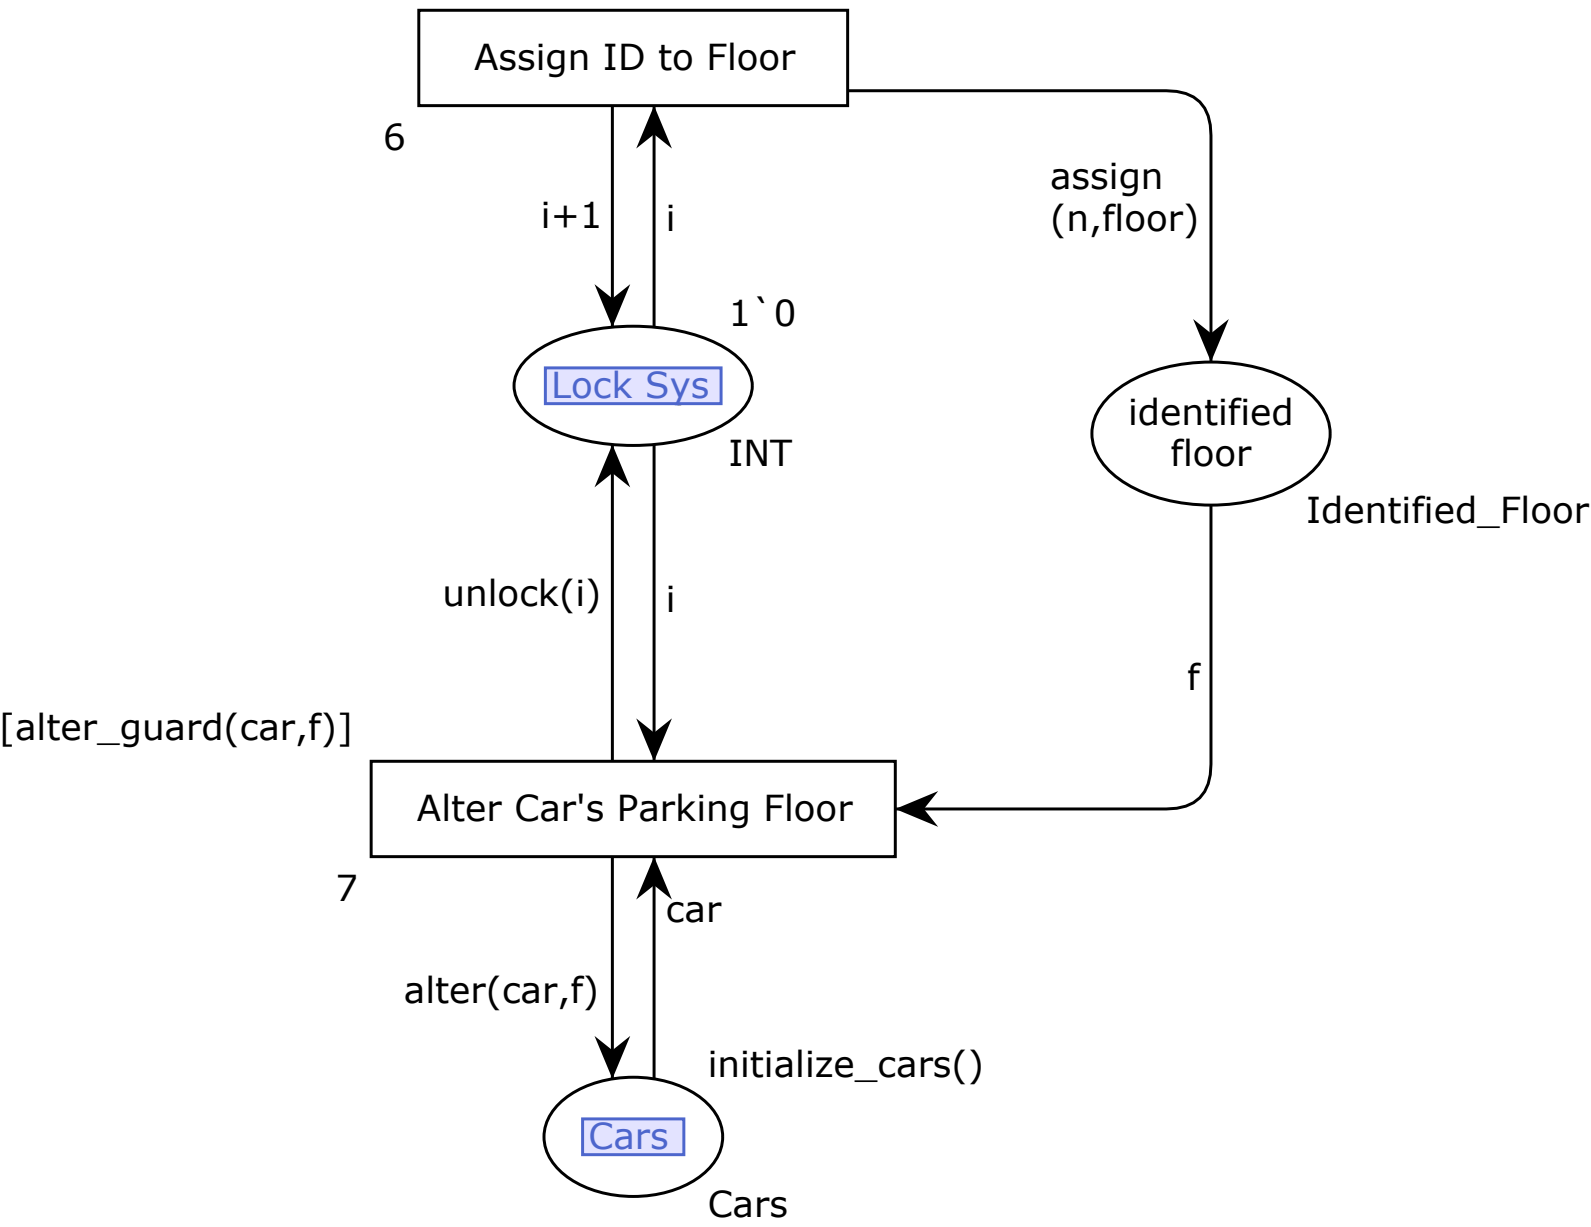 Assign ID to Floor
6
i+1
i
assign
(n,floor)
1`0
Lock Sys
INT
identified
floor
Identified_Floor
unlock(i)
i
f
[alter_guard(car,f)]
Alter Car's Parking Floor
7
car
alter(car,f)
initialize_cars()
Cars
Cars